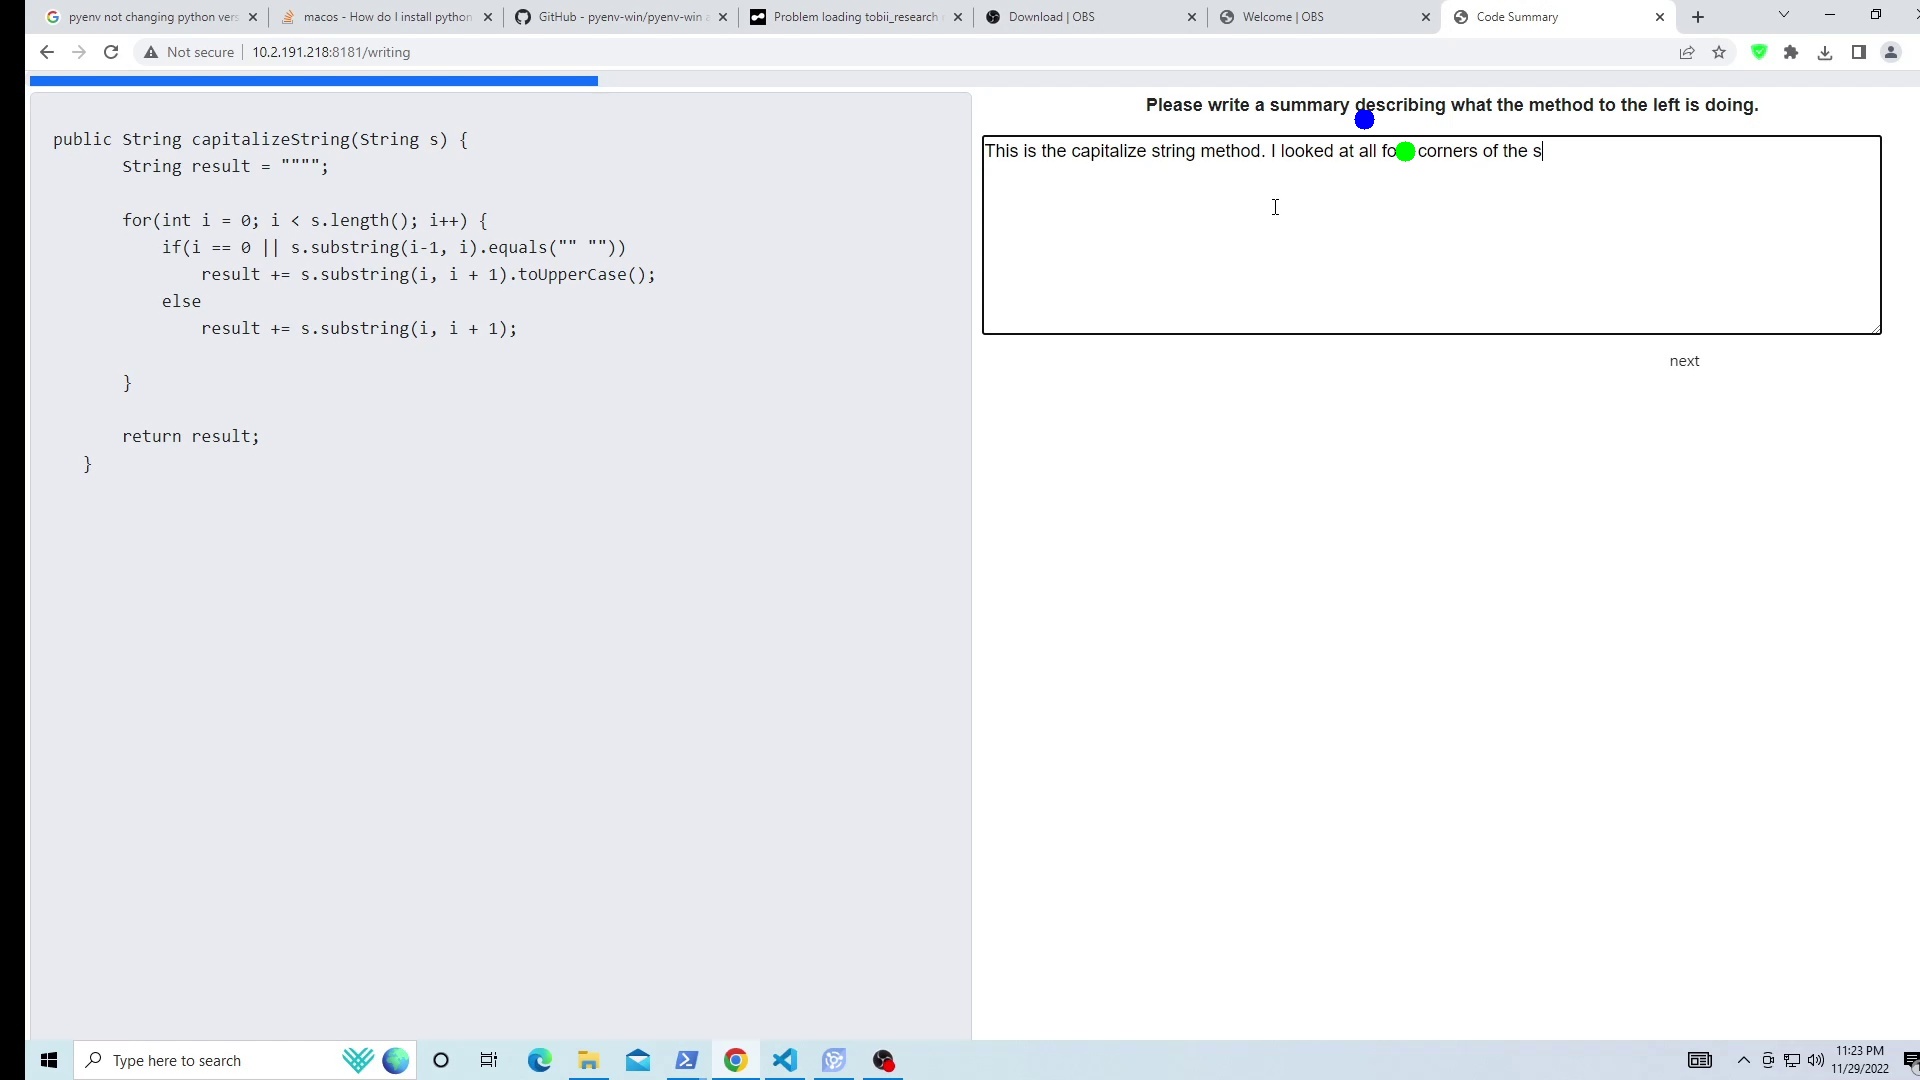 pyenv not changing python vers
macos - How do I install python
GitHub - pyenv-win/pyenv-win a
Problem loading tobii_research
Download | OBS
Welcome | OBS
Code Summary
Not secure
10.2.191.218:8181/writing
public String capitalizeString(String s) {
String result = """";
for(int i = 0; i < s.length(); i++) {
if(i == 0 || s.substring(i-1, i).equals("" ""))
result += s.substring(i, i + 1).toUpperCase();
else
result += s.substring(i, i + 1);
}
return result;
}
Please write a summary describing what the method to the left is doing.
This is the capitalize string method. I looked at all corners of the s
next
Type here to search
11:23 PM
11/29/2022